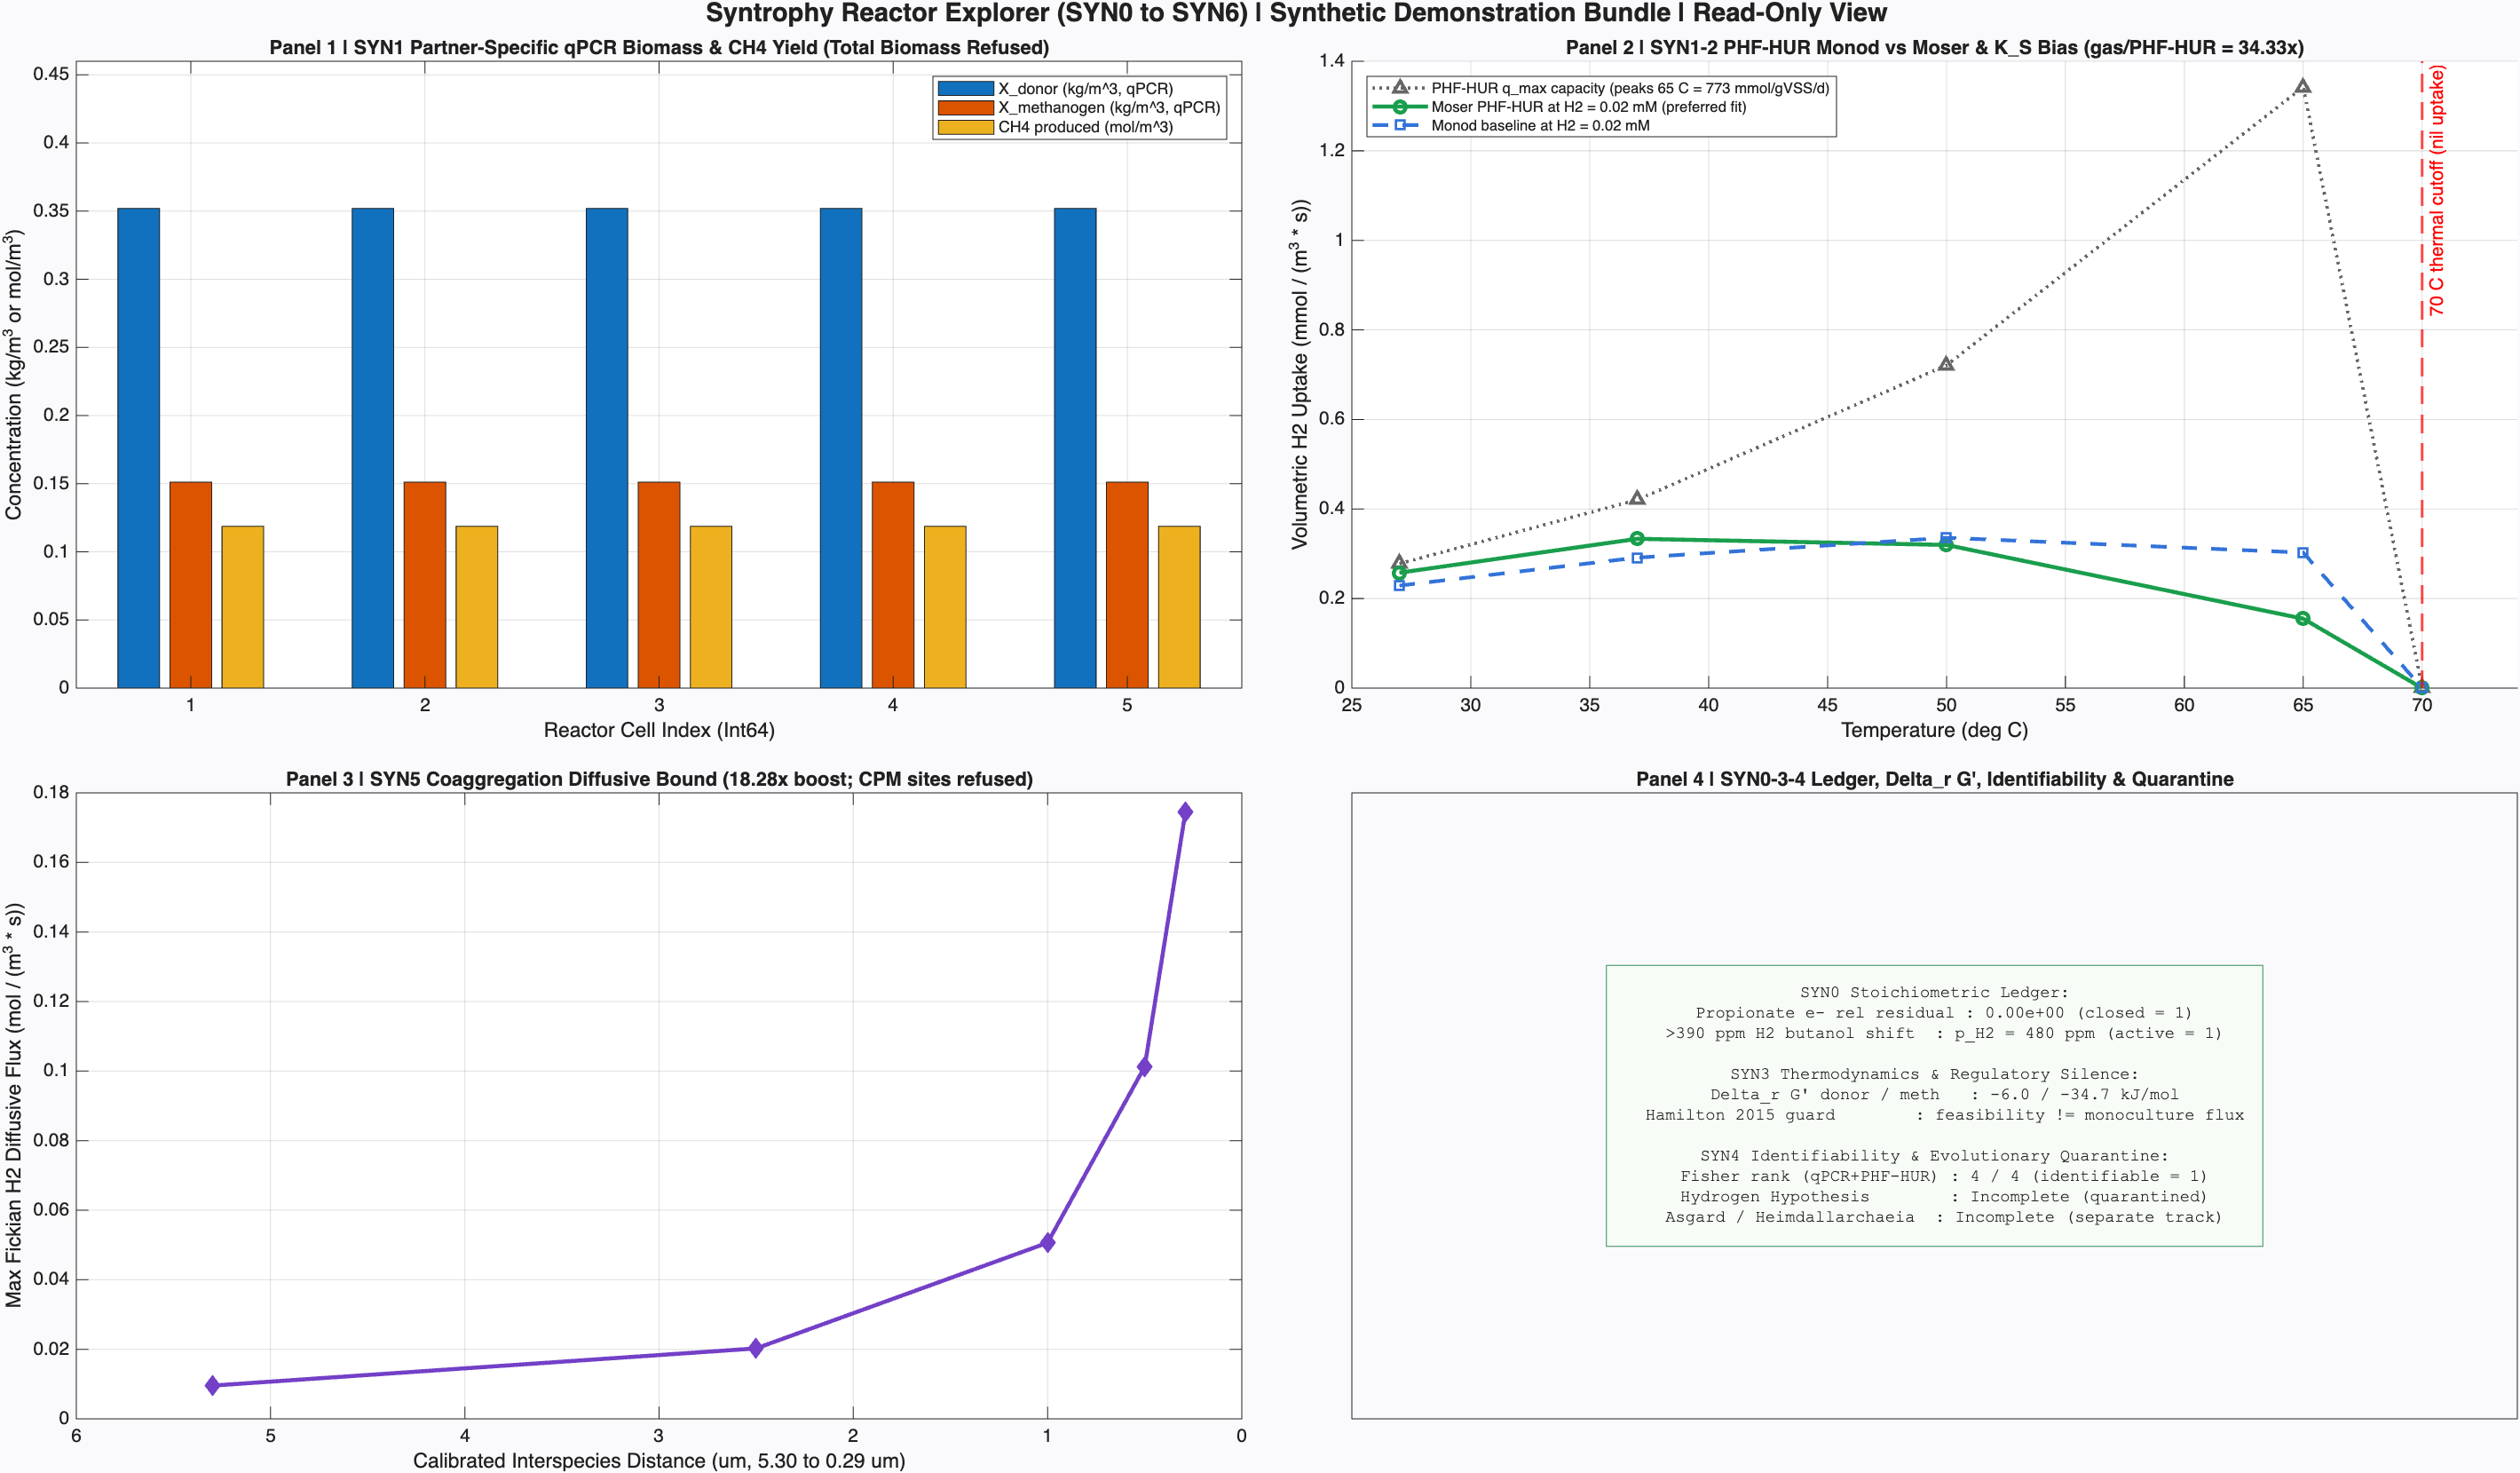 Syntrophy Reactor Explorer (SYN0 to SYN6) | Synthetic Demonstration Bundle | Read-Only View
Panel 1 | SYN1 Partner-Specific qPCR Biomass & CH4 Yield (Total Biomass Refused)
X_donor (kg/m^3, qPCR)
X_methanogen (kg/m^3, qPCR)
CH4 produced (mol/m^3)
Concentration (kg/m³ or mol/m³)
0.45
0.4
0.35
0.3
0.25
0.2
0.15
0.1
0.05
0
1 2 3 4 5
Reactor Cell Index (Int64)
Panel 2 | SYN1-2 PHF-HUR Monod vs Moser & K_S Bias (gas/PHF-HUR = 34.33x)
PHF-HUR q_max capacity (peaks 65 C = 773 mmol/gVSS/d)
Moser PHF-HUR at H2 = 0.02 mM (preferred fit)
Monod baseline at H2 = 0.02 mM
70 C thermal cutoff (nil uptake)
Volumetric H2 Uptake (mmol / (m³ * s))
1.4
1.2
1
0.8
0.6
0.4
0.2
0
25 30 35 40 45 50 55 60 65 70
Temperature (deg C)
Panel 3 | SYN5 Coaggregation Diffusive Bound (18.28x boost; CPM sites refused)
Max Fickian H2 Diffusive Flux (mol / (m³ * s))
0.18
0.16
0.14
0.12
0.1
0.08
0.06
0.04
0.02
0
6 5 4 3 2 1 0
Calibrated Interspecies Distance (um, 5.30 to 0.29 um)
Panel 4 | SYN0-3-4 Ledger, Delta_r G', Identifiability & Quarantine
SYN0 Stoichiometric Ledger:
Propionate e- rel residual : 0.00e+00 (closed = 1)
>390 ppm H2 butanol shift : p_H2 = 480 ppm (active = 1)
SYN3 Thermodynamics & Regulatory Silence:
Delta_r G' donor / meth : -6.0 / -34.7 kJ/mol
Hamilton 2015 guard : feasibility != monoculture flux
SYN4 Identifiability & Evolutionary Quarantine:
Fisher rank (qPCR+PHF-HUR) : 4 / 4 (identifiable = 1)
Hydrogen Hypothesis : Incomplete (quarantined)
Asgard / Heimdallarchaeia : Incomplete (separate track)